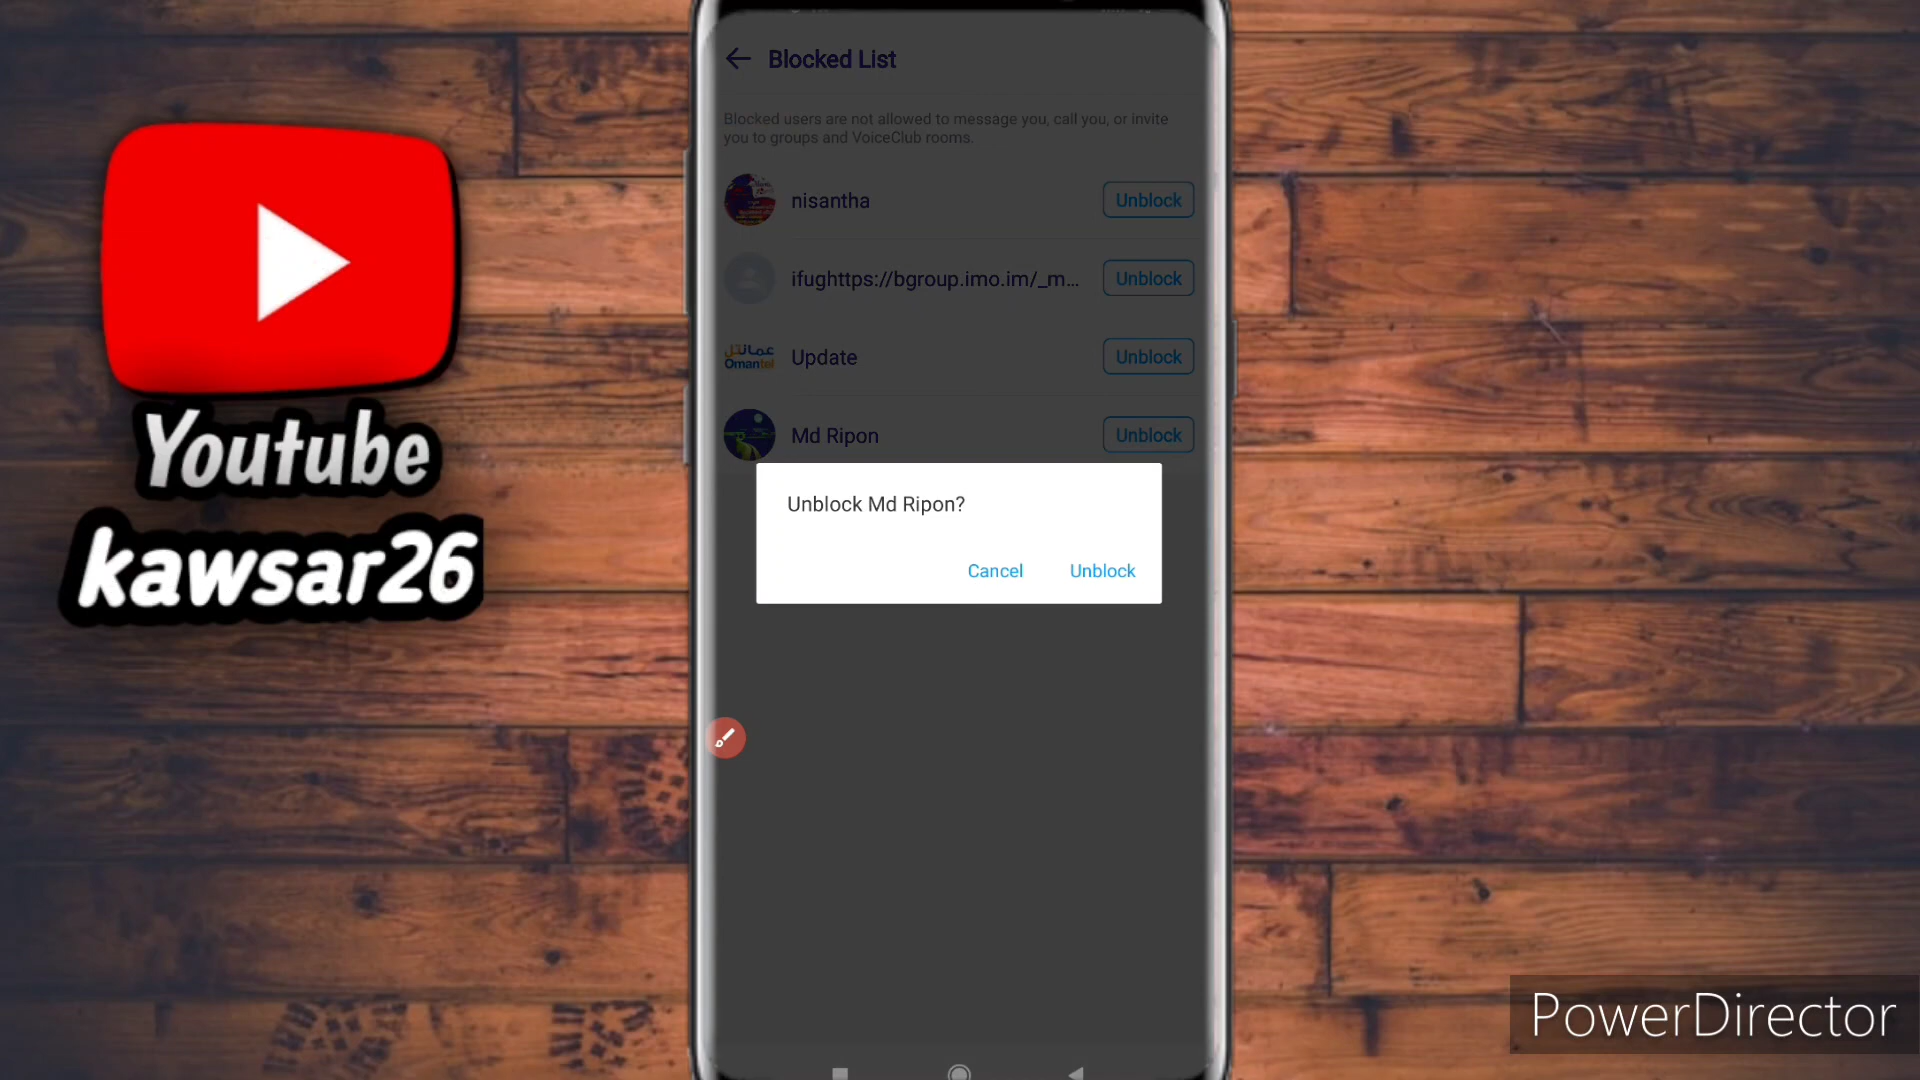 Blocked List
Blocked users are not allowed to message you, call you, or invite
you to groups and VoiceClub rooms.
nisantha
Unblock
ifughttps://bgroup.imo.im/_m...
Unblock
عمانتل
Omantel
Update
Unblock
Md Ripon
Unblock
Unblock Md Ripon?
Cancel
Unblock
Youtube
kawsar26
PowerDirector